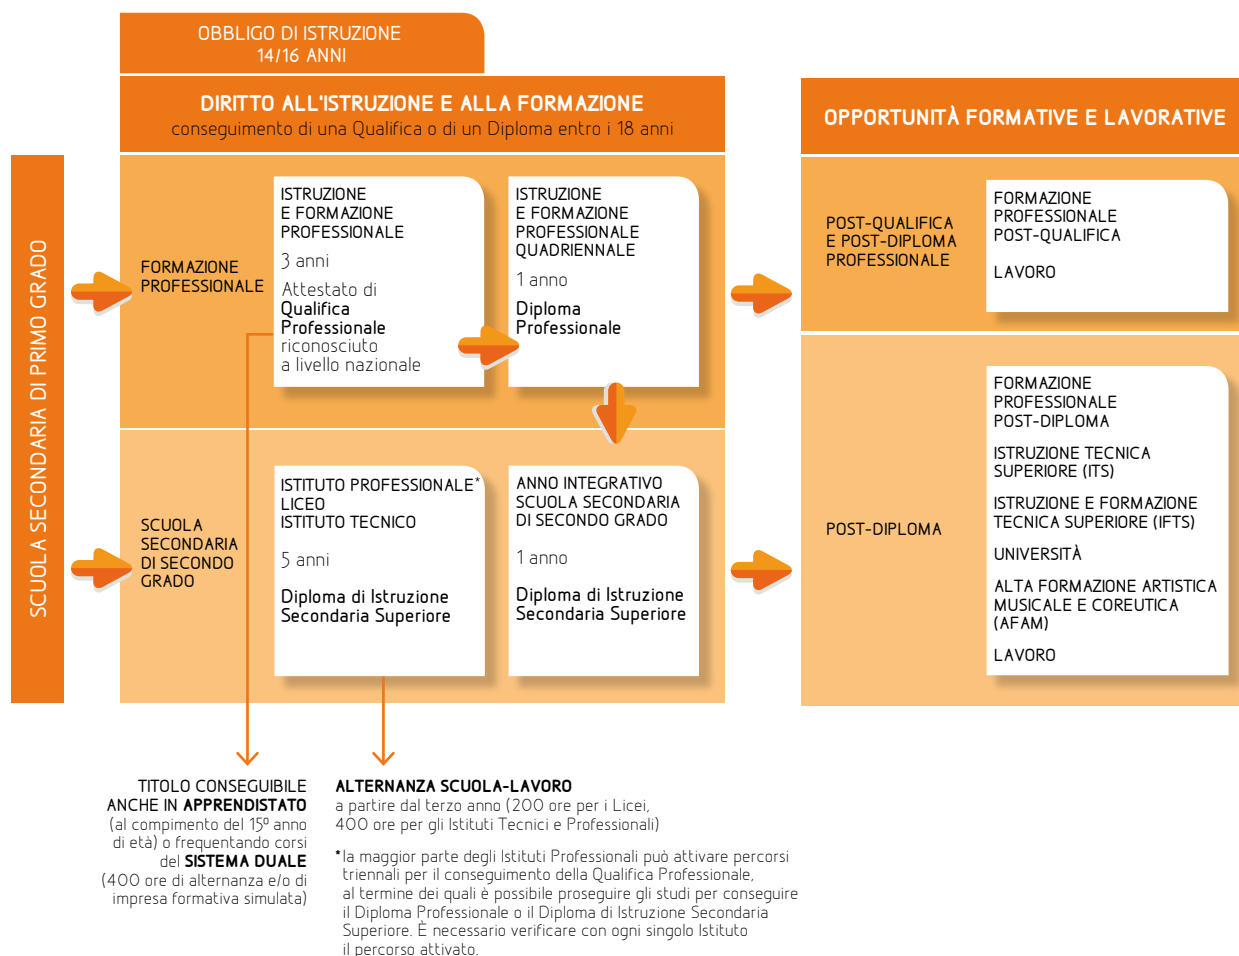 OBBLIGO DI ISTRUZIONE
14/16 ANNI
DIRITTO ALL'ISTRUZIONE E ALLA FORMAZIONE
conseguimento di una Qualifica o di un Diploma entro i 18 anni
OPPORTUNITÀ FORMATIVE E LAVORATIVE
SCUOLA SECONDARIA DI PRIMO GRADO
FORMAZIONE
PROFESSIONALE
ISTRUZIONE
E FORMAZIONE
PROFESSIONALE
3 anni
Attestato di
Qualifica
Professionale
riconosciuto
a livello nazionale
ISTRUZIONE
E FORMAZIONE
PROFESSIONALE
QUADRIENNALE
1 anno
Diploma
Professionale
POST-QUALIFICA
E POST-DIPLOMA
PROFESSIONALE
FORMAZIONE
PROFESSIONALE
POST-QUALIFICA
LAVORO
SCUOLA
SECONDARIA
DI SECONDO
GRADO
ISTITUTO PROFESSIONALE*
LICEO
ISTITUTO TECNICO
5 anni
Diploma di Istruzione
Secondaria Superiore
ANNO INTEGRATIVO
SCUOLA SECONDARIA
DI SECONDO GRADO
1 anno
Diploma di Istruzione
Secondaria Superiore
POST-DIPLOMA
FORMAZIONE
PROFESSIONALE
POST-DIPLOMA
ISTRUZIONE TECNICA
SUPERIORE (ITS)
ISTRUZIONE E FORMAZIONE
TECNICA SUPERIORE (IFTS)
UNIVERSITÀ
ALTA FORMAZIONE ARTISTICA
MUSICALE E COREUTICA
(AFAM)
LAVORO
TITOLO CONSEGUIBILE
ANCHE IN APPRENDISTATO
(al compimento del 15º anno
di età) o frequentando corsi
del SISTEMA DUALE
(400 ore di alternanza e/o di
impresa formativa simulata)
ALTERNANZA SCUOLA-LAVORO
a partire dal terzo anno (200 ore per i Licei,
400 ore per gli Istituti Tecnici e Professionali)
*la maggior parte degli Istituti Professionali può attivare percorsi
triennali per il conseguimento della Qualifica Professionale,
al termine dei quali è possibile proseguire gli studi per conseguire
il Diploma Professionale o il Diploma di Istruzione Secondaria
Superiore. È necessario verificare con ogni singolo Istituto
il percorso attivato.